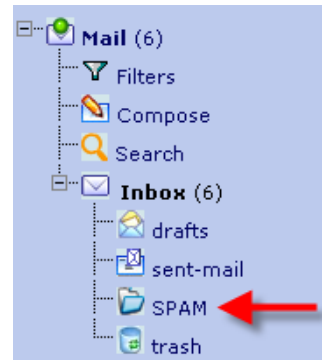 Mail (6)
Filters
Compose
Search
Inbox (6)
drafts
sent-mail
SPAM
trash